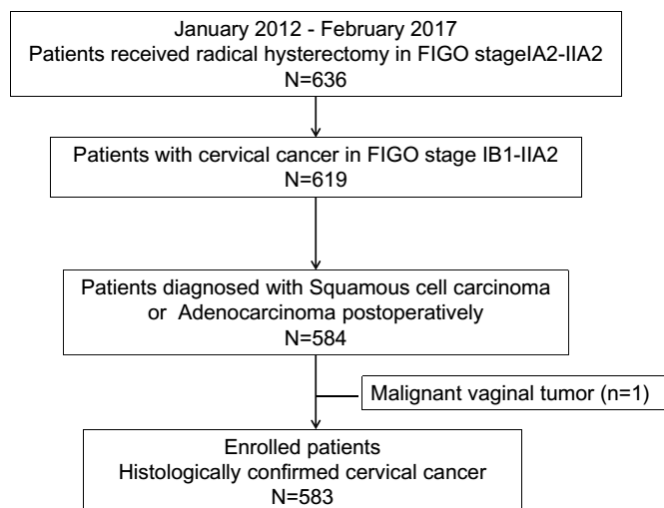 January 2012 - February 2017
Patients received radical hysterectomy in FIGO stageIA2-IIA2
N=636
Patients with cervical cancer in FIGO stage IB1-IIA2
N=619
Patients diagnosed with Squamous cell carcinoma
or Adenocarcinoma postoperatively
N=584
Malignant vaginal tumor (n=1)
Enrolled patients
Histologically confirmed cervical cancer
N=583